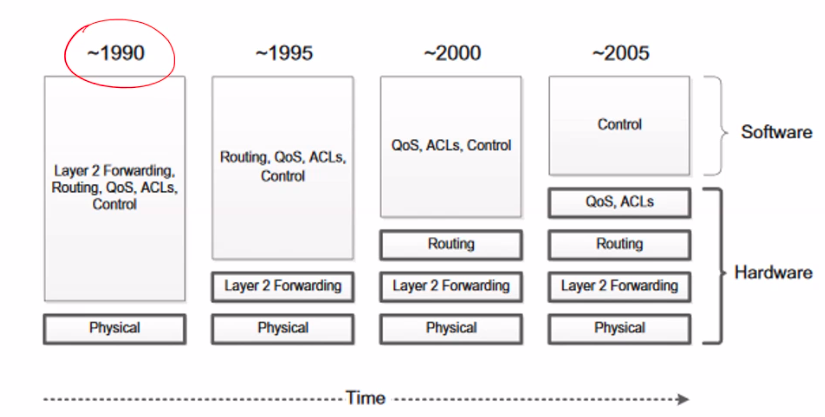 ~1990
~1995
~2000
~2005
Layer 2 Forwarding,
Routing, QoS, ACLs,
Control
Physical
Routing, QoS, ACLs,
Control
Layer 2 Forwarding
Physical
QoS, ACLs, Control
Routing
Layer 2 Forwarding
Physical
Control
QoS, ACLs
Routing
Layer 2 Forwarding
Physical
Software
Hardware
Time